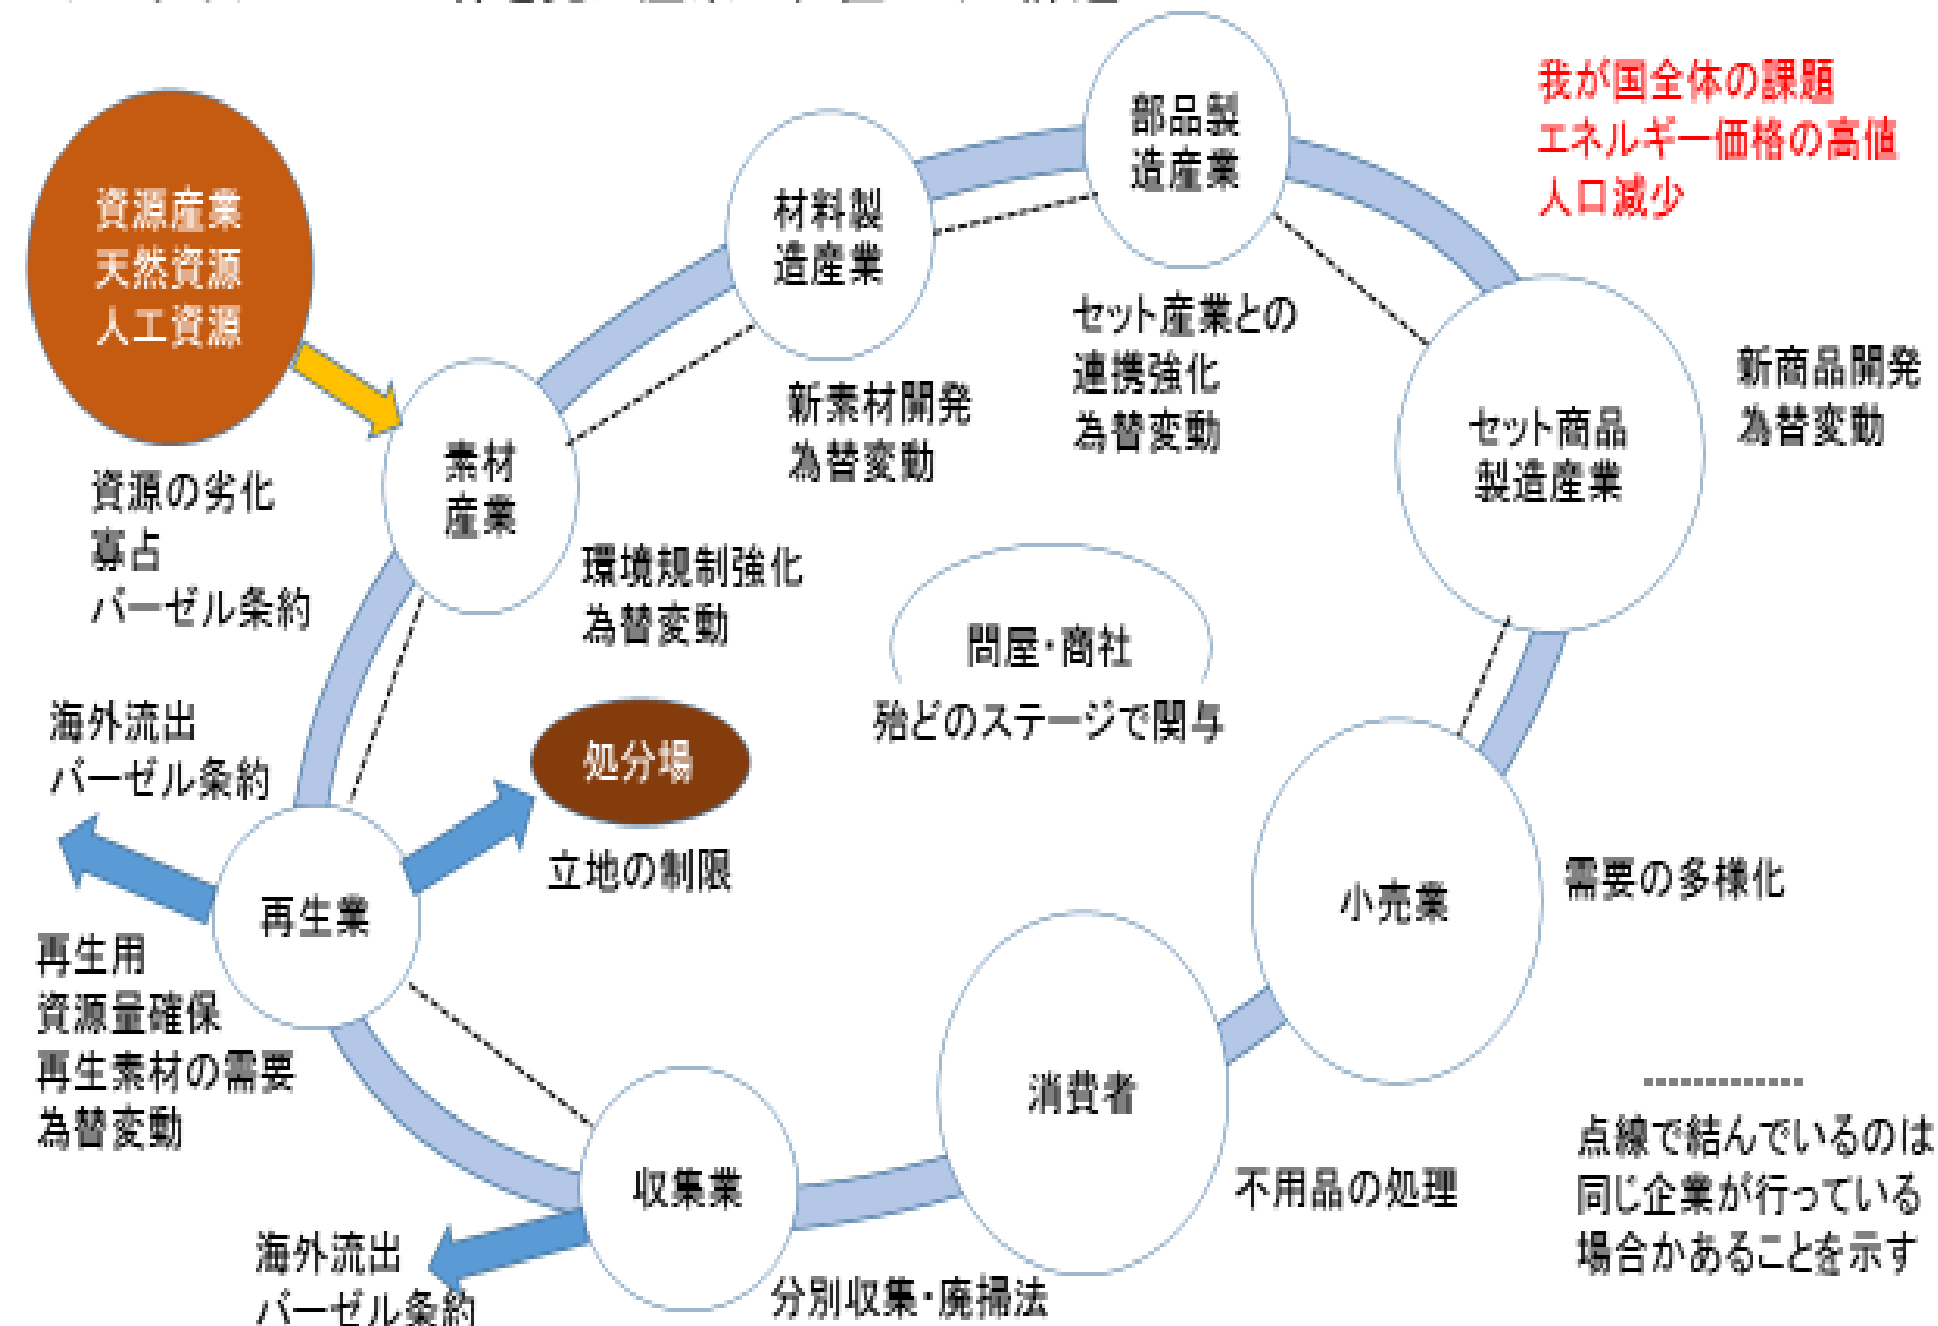 資源産業
天然資源
人工資源
資源の劣化
寡占
バーゼル条約
素材
産業
環境規制強化
為替変動
材料製
造産業
新素材開発
為替変動
部品製
造産業
セット産業との
連携強化
為替変動
我が国全体の課題
エネルギー価格の高値
人口減少
セット商品
製造産業
新商品開発
為替変動
問屋・商社
殆どのステージで関与
小売業
需要の多様化
消費者
不用品の処理
収集業
分別収集・廃掃法
海外流出
バーゼル条約
再生業
再生用
資源量確保
再生素材の需要
為替変動
海外流出
バーゼル条約
処分場
立地の制限
点線で結んでいるのは
同じ企業が行っている
場合かあることを示す